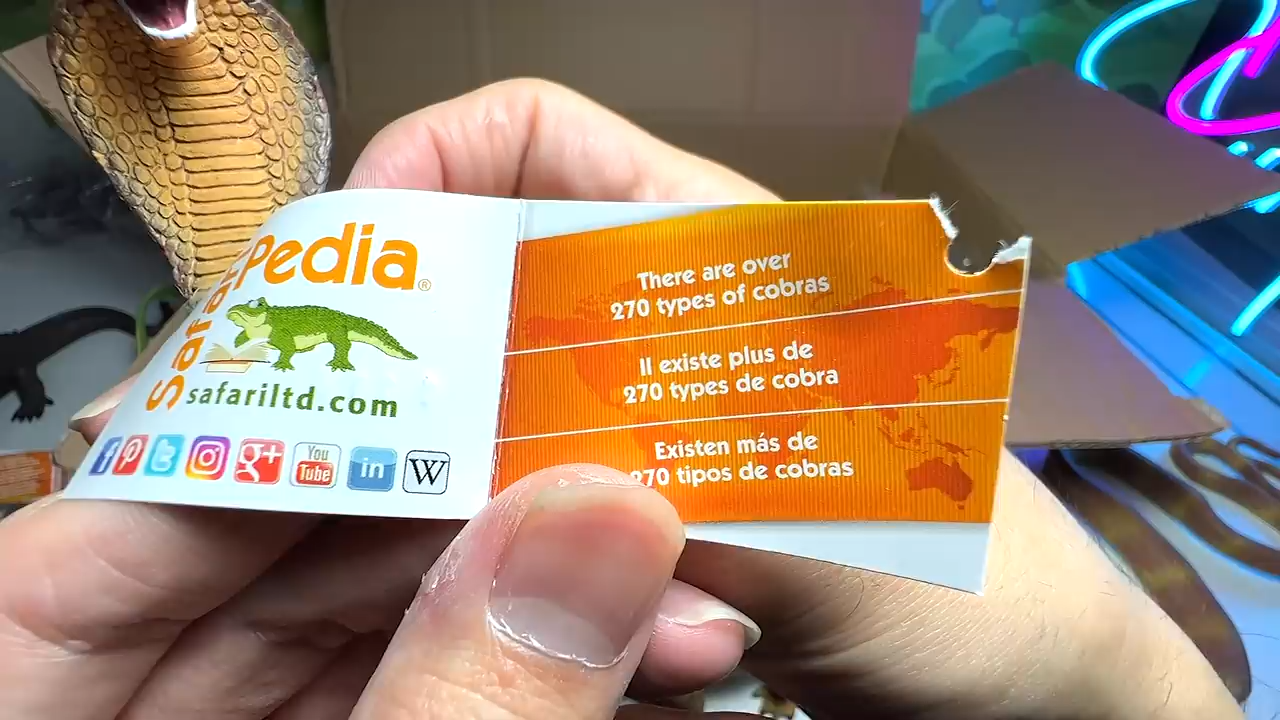 SafariPedia®
safariltd.com
f
P
t
g+
You
Tube
in
W
There are over
270 types of cobras
Il existe plus de
270 types de cobra
Existen más de
270 tipos de cobras